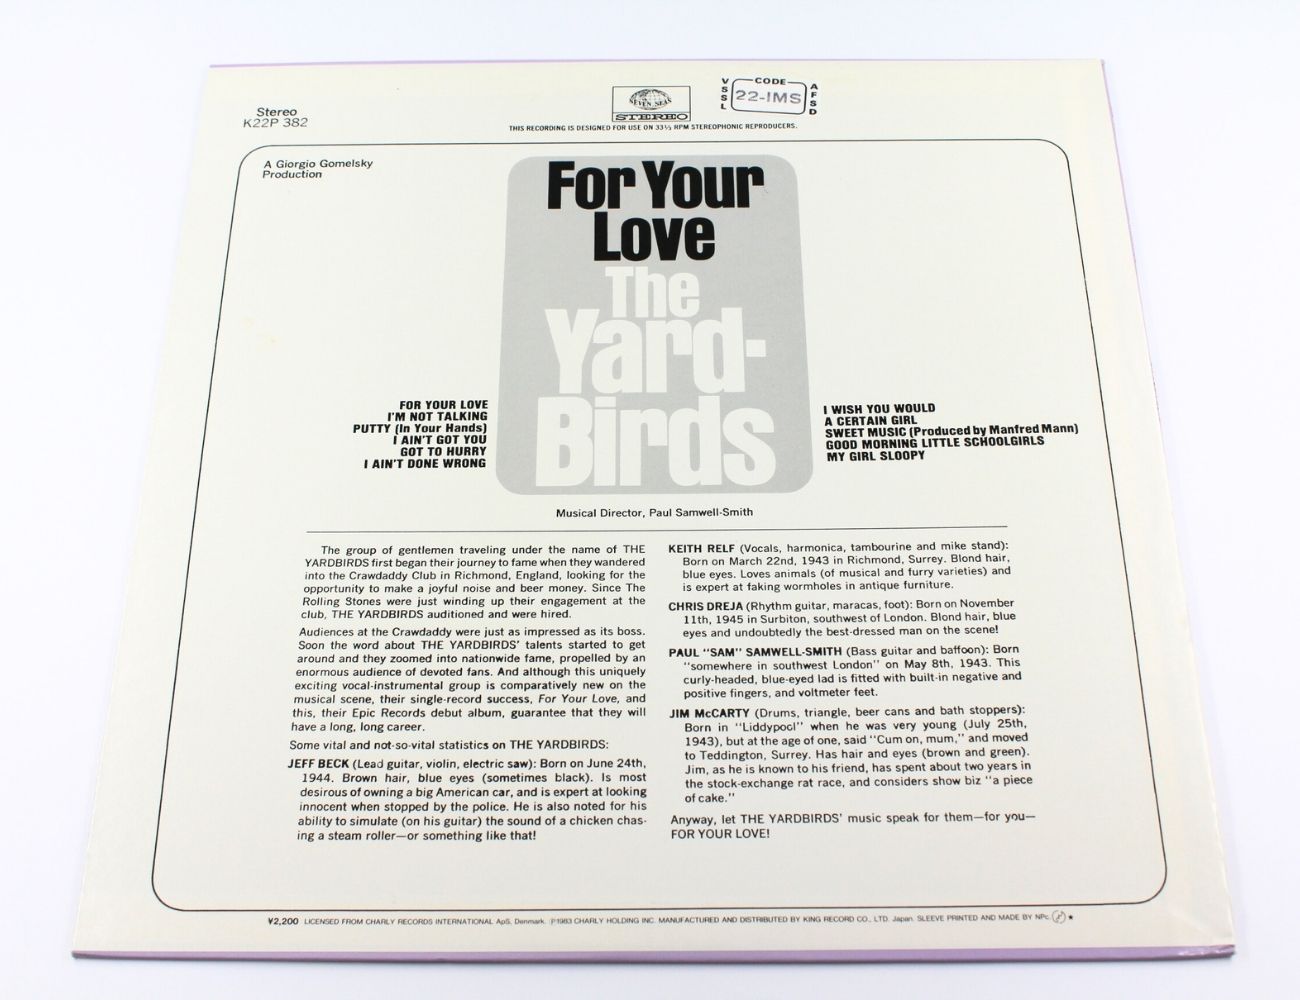 Stereo
K22P 382
SEVEN SEAS
STEREO
VSSL
CODE
22-IMS
AFSD
THIS RECORDING IS DESIGNED FOR USE ON 33⅓ RPM STEREOPHONIC REPRODUCERS.
A Giorgio Gomelsky
Production
For Your
Love
The
Yard-
Birds
FOR YOUR LOVE
I'M NOT TALKING
PUTTY (In Your Hands)
I AIN'T GOT YOU
GOT TO HURRY
I AIN'T DONE WRONG
I WISH YOU WOULD
A CERTAIN GIRL
SWEET MUSIC (Produced by Manfred Mann)
GOOD MORNING LITTLE SCHOOLGIRLS
MY GIRL SLOOPY
Musical Director, Paul Samwell-Smith
The group of gentlemen traveling under the name of THE
YARDBIRDS first began their journey to fame when they wandered
into the Crawdaddy Club in Richmond, England, looking for the
opportunity to make a joyful noise and beer money. Since The
Rolling Stones were just winding up their engagement at the
club, THE YARDBIRDS auditioned and were hired.
Audiences at the Crawdaddy were just as impressed as its boss.
Soon the word about THE YARDBIRDS' talents started to get
around and they zoomed into nationwide fame, propelled by an
enormous audience of devoted fans. And although this uniquely
exciting vocal-instrumental group is comparatively new on the
musical scene, their single-record success, For Your Love, and
this, their Epic Records debut album, guarantee that they will
have a long, long career.
Some vital and not-so-vital statistics on THE YARDBIRDS:
JEFF BECK (Lead guitar, violin, electric saw): Born on June 24th,
1944. Brown hair, blue eyes (sometimes black). Is most
desirous of owning a big American car, and is expert at looking
innocent when stopped by the police. He is also noted for his
ability to simulate (on his guitar) the sound of a chicken chas-
ing a steam roller—or something like that!
KEITH RELF (Vocals, harmonica, tambourine and mike stand):
Born on March 22nd, 1943 in Richmond, Surrey. Blond hair,
blue eyes. Loves animals (of musical and furry varieties) and
is expert at faking wormholes in antique furniture.
CHRIS DREJA (Rhythm guitar, maracas, foot): Born on November
11th, 1945 in Surbiton, southwest of London. Blond hair, blue
eyes and undoubtedly the best-dressed man on the scene!
PAUL "SAM" SAMWELL-SMITH (Bass guitar and baffoon): Born
"somewhere in southwest London" on May 8th, 1943. This
curly-headed, blue-eyed lad is fitted with built-in negative and
positive fingers, and voltmeter feet.
JIM McCARTY (Drums, triangle, beer cans and bath stoppers):
Born in "Liddypool" when he was very young (July 25th,
1943), but at the age of one, said "Cum on, mum," and moved
to Teddington, Surrey. Has hair and eyes (brown and green).
Jim, as he is known to his friend, has spent about two years in
the stock-exchange rat race, and considers show biz "a piece
of cake."
Anyway, let THE YARDBIRDS' music speak for them—for you—
FOR YOUR LOVE!
¥2,200 LICENSED FROM CHARLY RECORDS INTERNATIONAL ApS, Denmark. ℗1983 CHARLY HOLDING INC. MANUFACTURED AND DISTRIBUTED BY KING RECORD CO., LTD. Japan. SLEEVE PRINTED AND MADE BY NPc. ★